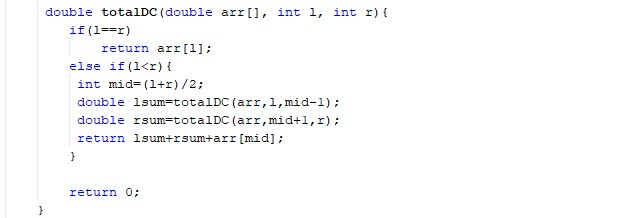 double totalDC(double arr[], int l, int r){
if(l==r)
return arr[l];
else if(l<r){
int mid=(l+r)/2;
double lsum=totalDC(arr,l,mid-1);
double rsum=totalDC(arr,mid+1,r);
return lsum+rsum+arr[mid];
}
return 0;
}